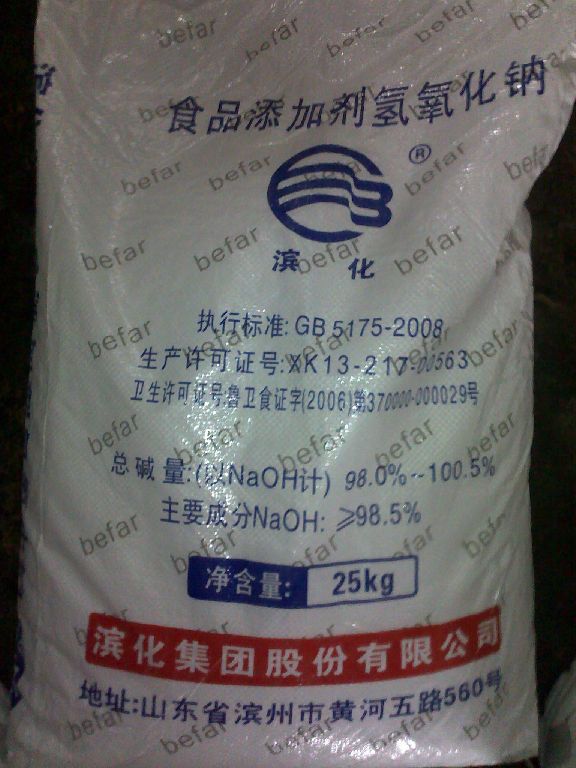 食品添加剂氢氧化钠
®
滨化
执行标准:GB 5175-2008
生产许可证号:XK13-217-00563
卫生许可证号:鲁卫食证字(2006)第370000-000029号
总碱量:(以NaOH计) 98.0%~100.5%
主要成分NaOH: ≥98.5%
净含量: 25kg
滨化集团股份有限公司
地址:山东省滨州市黄河五路560号
befar